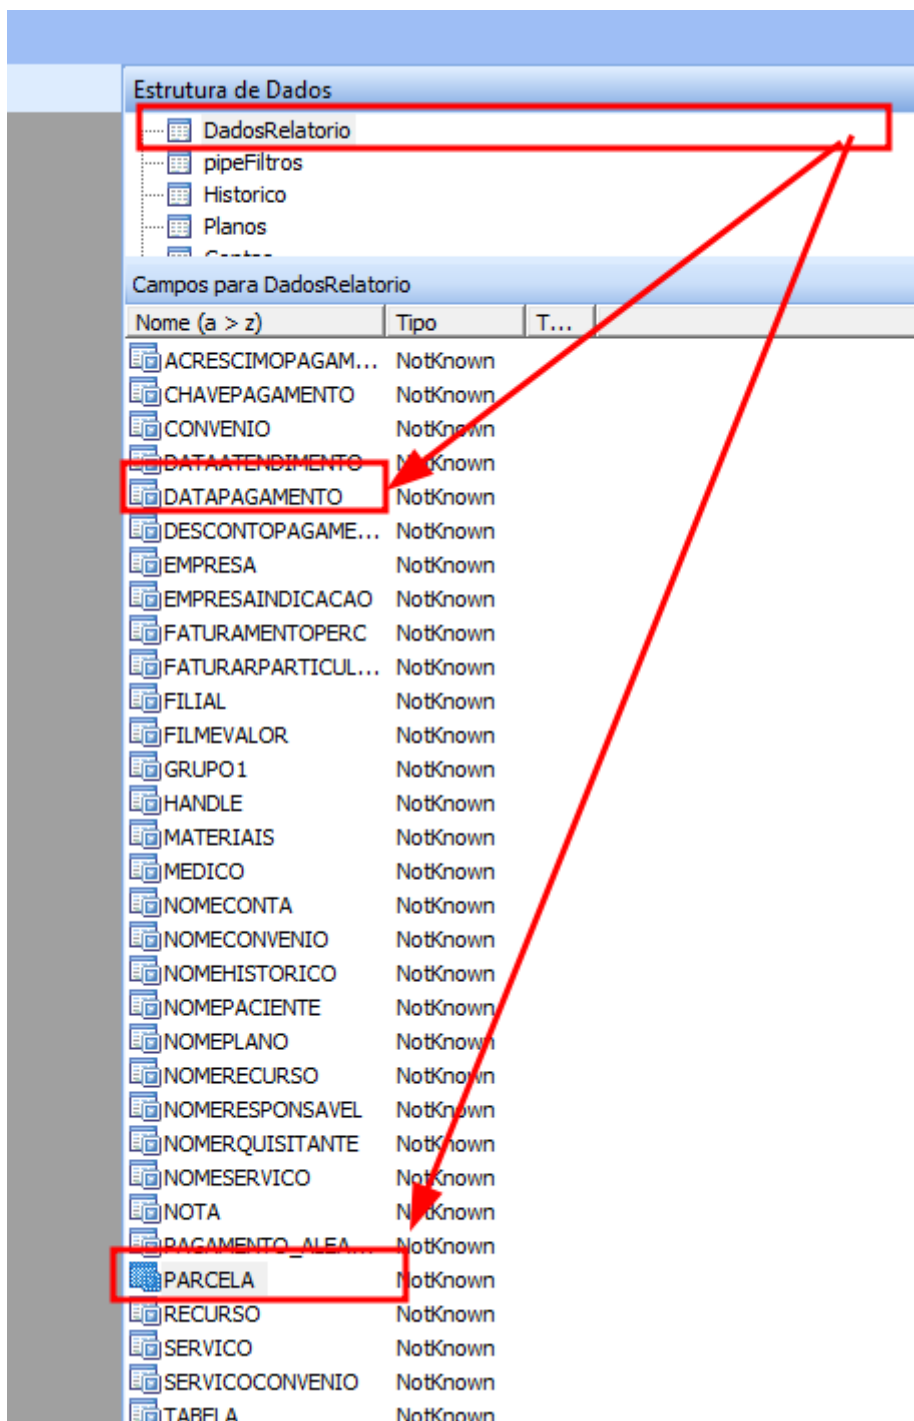 Estrutura de Dados
DadosRelatorio
pipeFiltros
Historico
Planos
Campos para DadosRelatorio
Nome (a > z) Tipo T...
ACRESCIMOPAGAM... NotKnown
CHAVEPAGAMENTO NotKnown
CONVENIO NotKnown
DATAATENDIMENTO NotKnown
DATAPAGAMENTO NotKnown
DESCONTOPAGAME... NotKnown
EMPRESA NotKnown
EMPRESAINDICACAO NotKnown
FATURAMENTOPERC NotKnown
FATURARPARTICUL... NotKnown
FILIAL NotKnown
FILMEVALOR NotKnown
GRUPO1 NotKnown
HANDLE NotKnown
MATERIAIS NotKnown
MEDICO NotKnown
NOMECONTA NotKnown
NOMECONVENIO NotKnown
NOMEHISTORICO NotKnown
NOMEPACIENTE NotKnown
NOMEPLANO NotKnown
NOMERECURSO NotKnown
NOMERESPONSAVEL NotKnown
NOMERQUISITANTE NotKnown
NOMESERVICO NotKnown
NOTA NotKnown
PAGAMENTO_ALEA... NotKnown
PARCELA NotKnown
RECURSO NotKnown
SERVICO NotKnown
SERVICOCONVENIO NotKnown
TABELA NotKnown